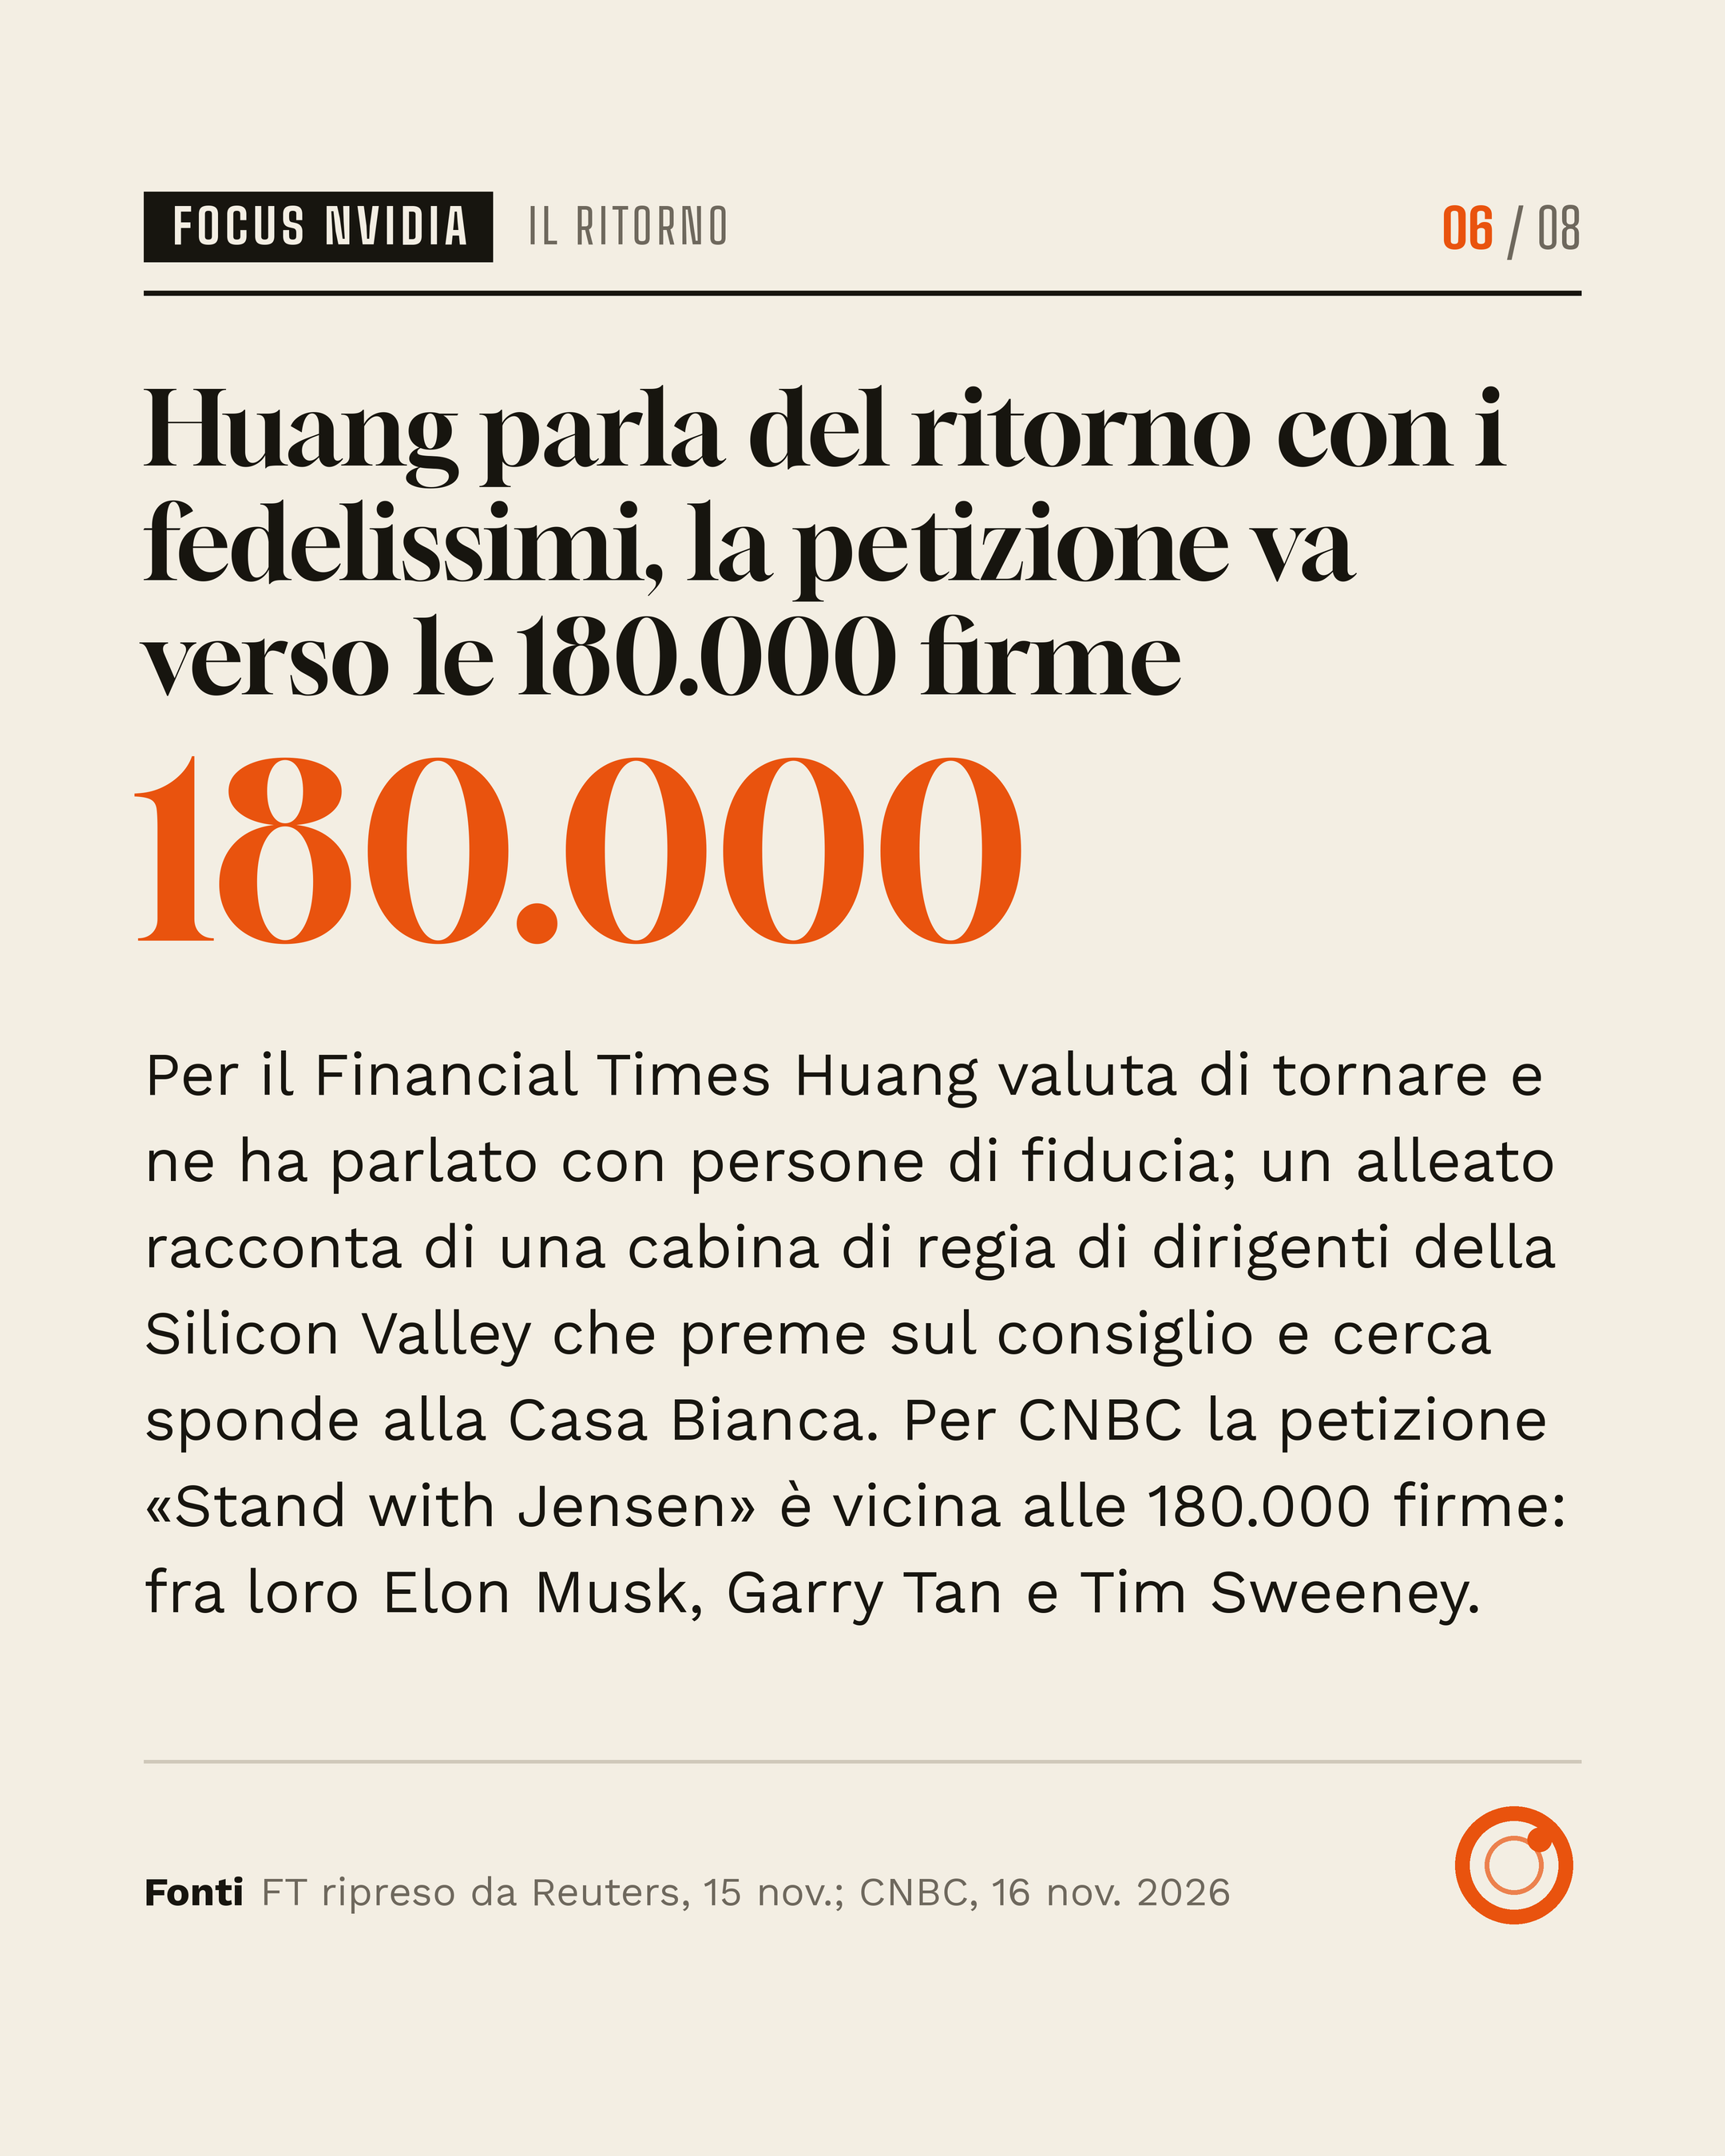 FOCUS NVIDIA IL RITORNO 06 / 08
Huang parla del ritorno con i
fedelissimi, la petizione va
verso le 180.000 firme
180.000
Per il Financial Times Huang valuta di tornare e
ne ha parlato con persone di fiducia; un alleato
racconta di una cabina di regia di dirigenti della
Silicon Valley che preme sul consiglio e cerca
sponde alla Casa Bianca. Per CNBC la petizione
«Stand with Jensen» è vicina alle 180.000 firme:
fra loro Elon Musk, Garry Tan e Tim Sweeney.
Fonti FT ripreso da Reuters, 15 nov.; CNBC, 16 nov. 2026